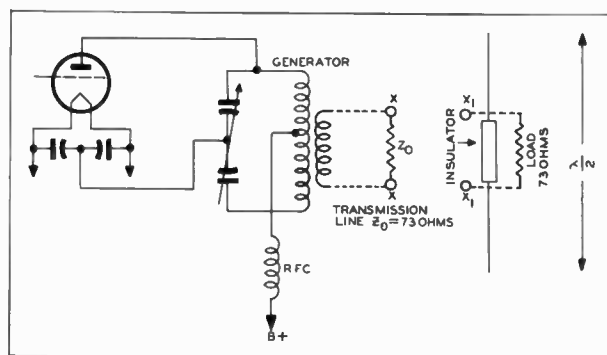 GENERATOR
X
Z₀
X
TRANSMISSION
LINE Z₀=73 OHMS
RFC
B+
X₁
X₁
INSULATOR
LOAD
73 OHMS
λ/2